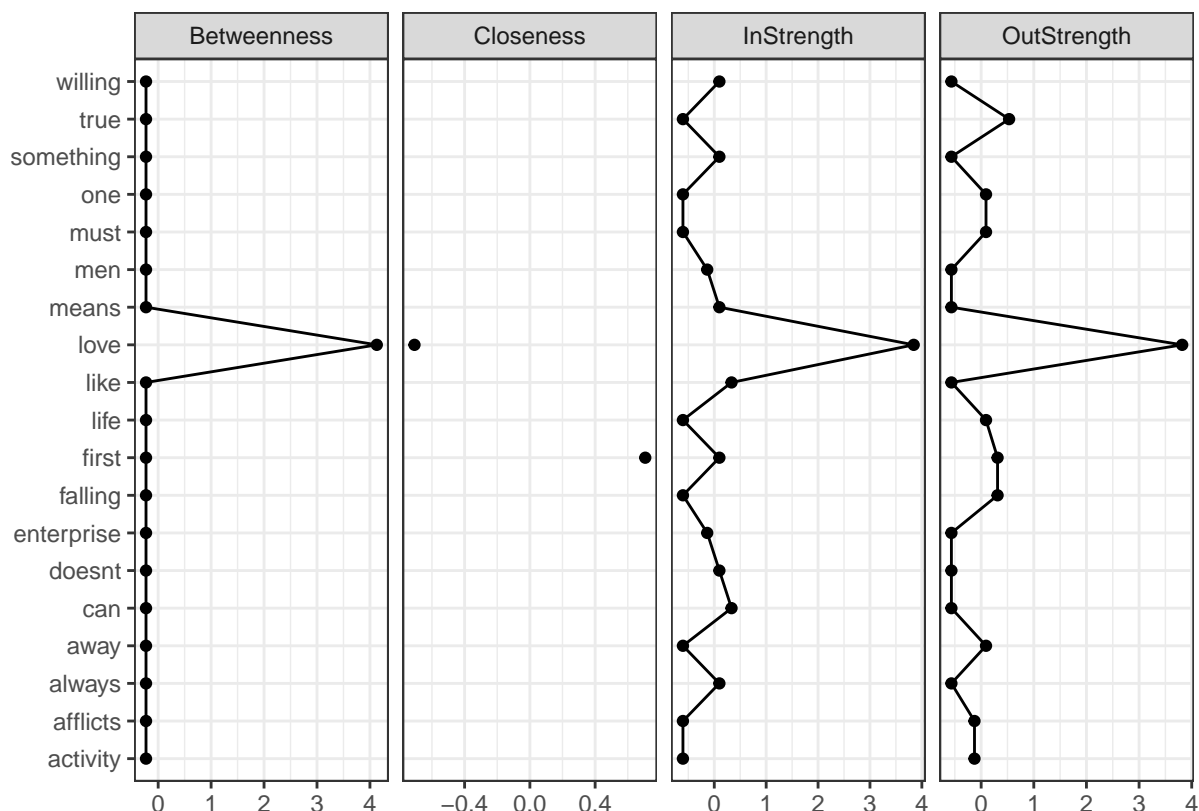 Betweenness Closeness InStrength OutStrength
willing
true
something
one
must
men
means
love
like
life
first
falling
enterprise
doesnt
can
away
always
afflicts
activity
0 1 2 3 4 −0.4 0.0 0.4 0 1 2 3 4 0 1 2 3 4